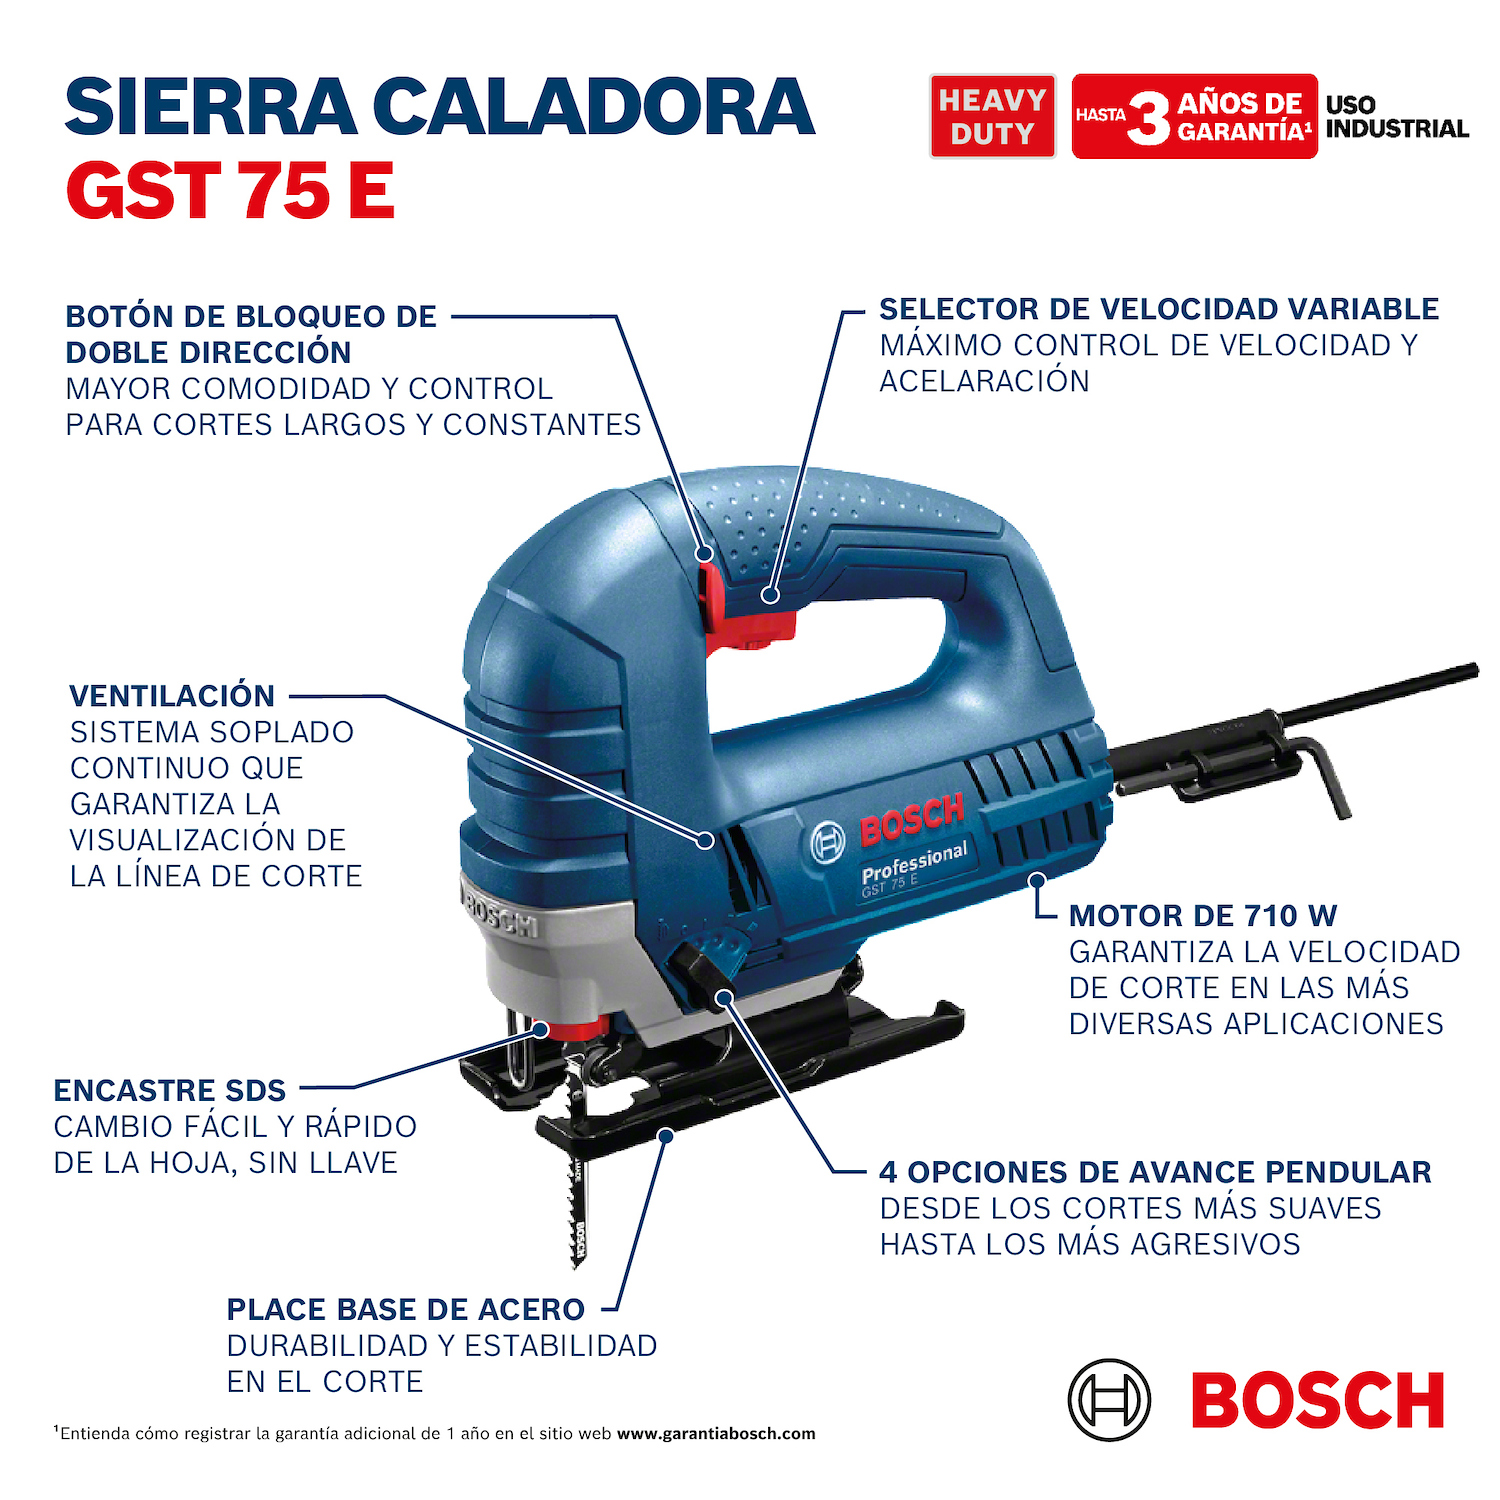 SIERRA CALADORA
GST 75 E
HEAVY
DUTY
HASTA 3 AÑOS DE
GARANTÍA¹
USO
INDUSTRIAL
BOTÓN DE BLOQUEO DE
DOBLE DIRECCIÓN
MAYOR COMODIDAD Y CONTROL
PARA CORTES LARGOS Y CONSTANTES
SELECTOR DE VELOCIDAD VARIABLE
MÁXIMO CONTROL DE VELOCIDAD Y
ACELARACIÓN
VENTILACIÓN
SISTEMA SOPLADO
CONTINUO QUE
GARANTIZA LA
VISUALIZACIÓN DE
LA LÍNEA DE CORTE
BOSCH
Professional
GST 75 E
BOSCH
MOTOR DE 710 W
GARANTIZA LA VELOCIDAD
DE CORTE EN LAS MÁS
DIVERSAS APLICACIONES
ENCASTRE SDS
CAMBIO FÁCIL Y RÁPIDO
DE LA HOJA, SIN LLAVE
BOSCH
4 OPCIONES DE AVANCE PENDULAR
DESDE LOS CORTES MÁS SUAVES
HASTA LOS MÁS AGRESIVOS
PLACE BASE DE ACERO
DURABILIDAD Y ESTABILIDAD
EN EL CORTE
BOSCH
¹Entienda cómo registrar la garantía adicional de 1 año en el sitio web www.garantiabosch.com